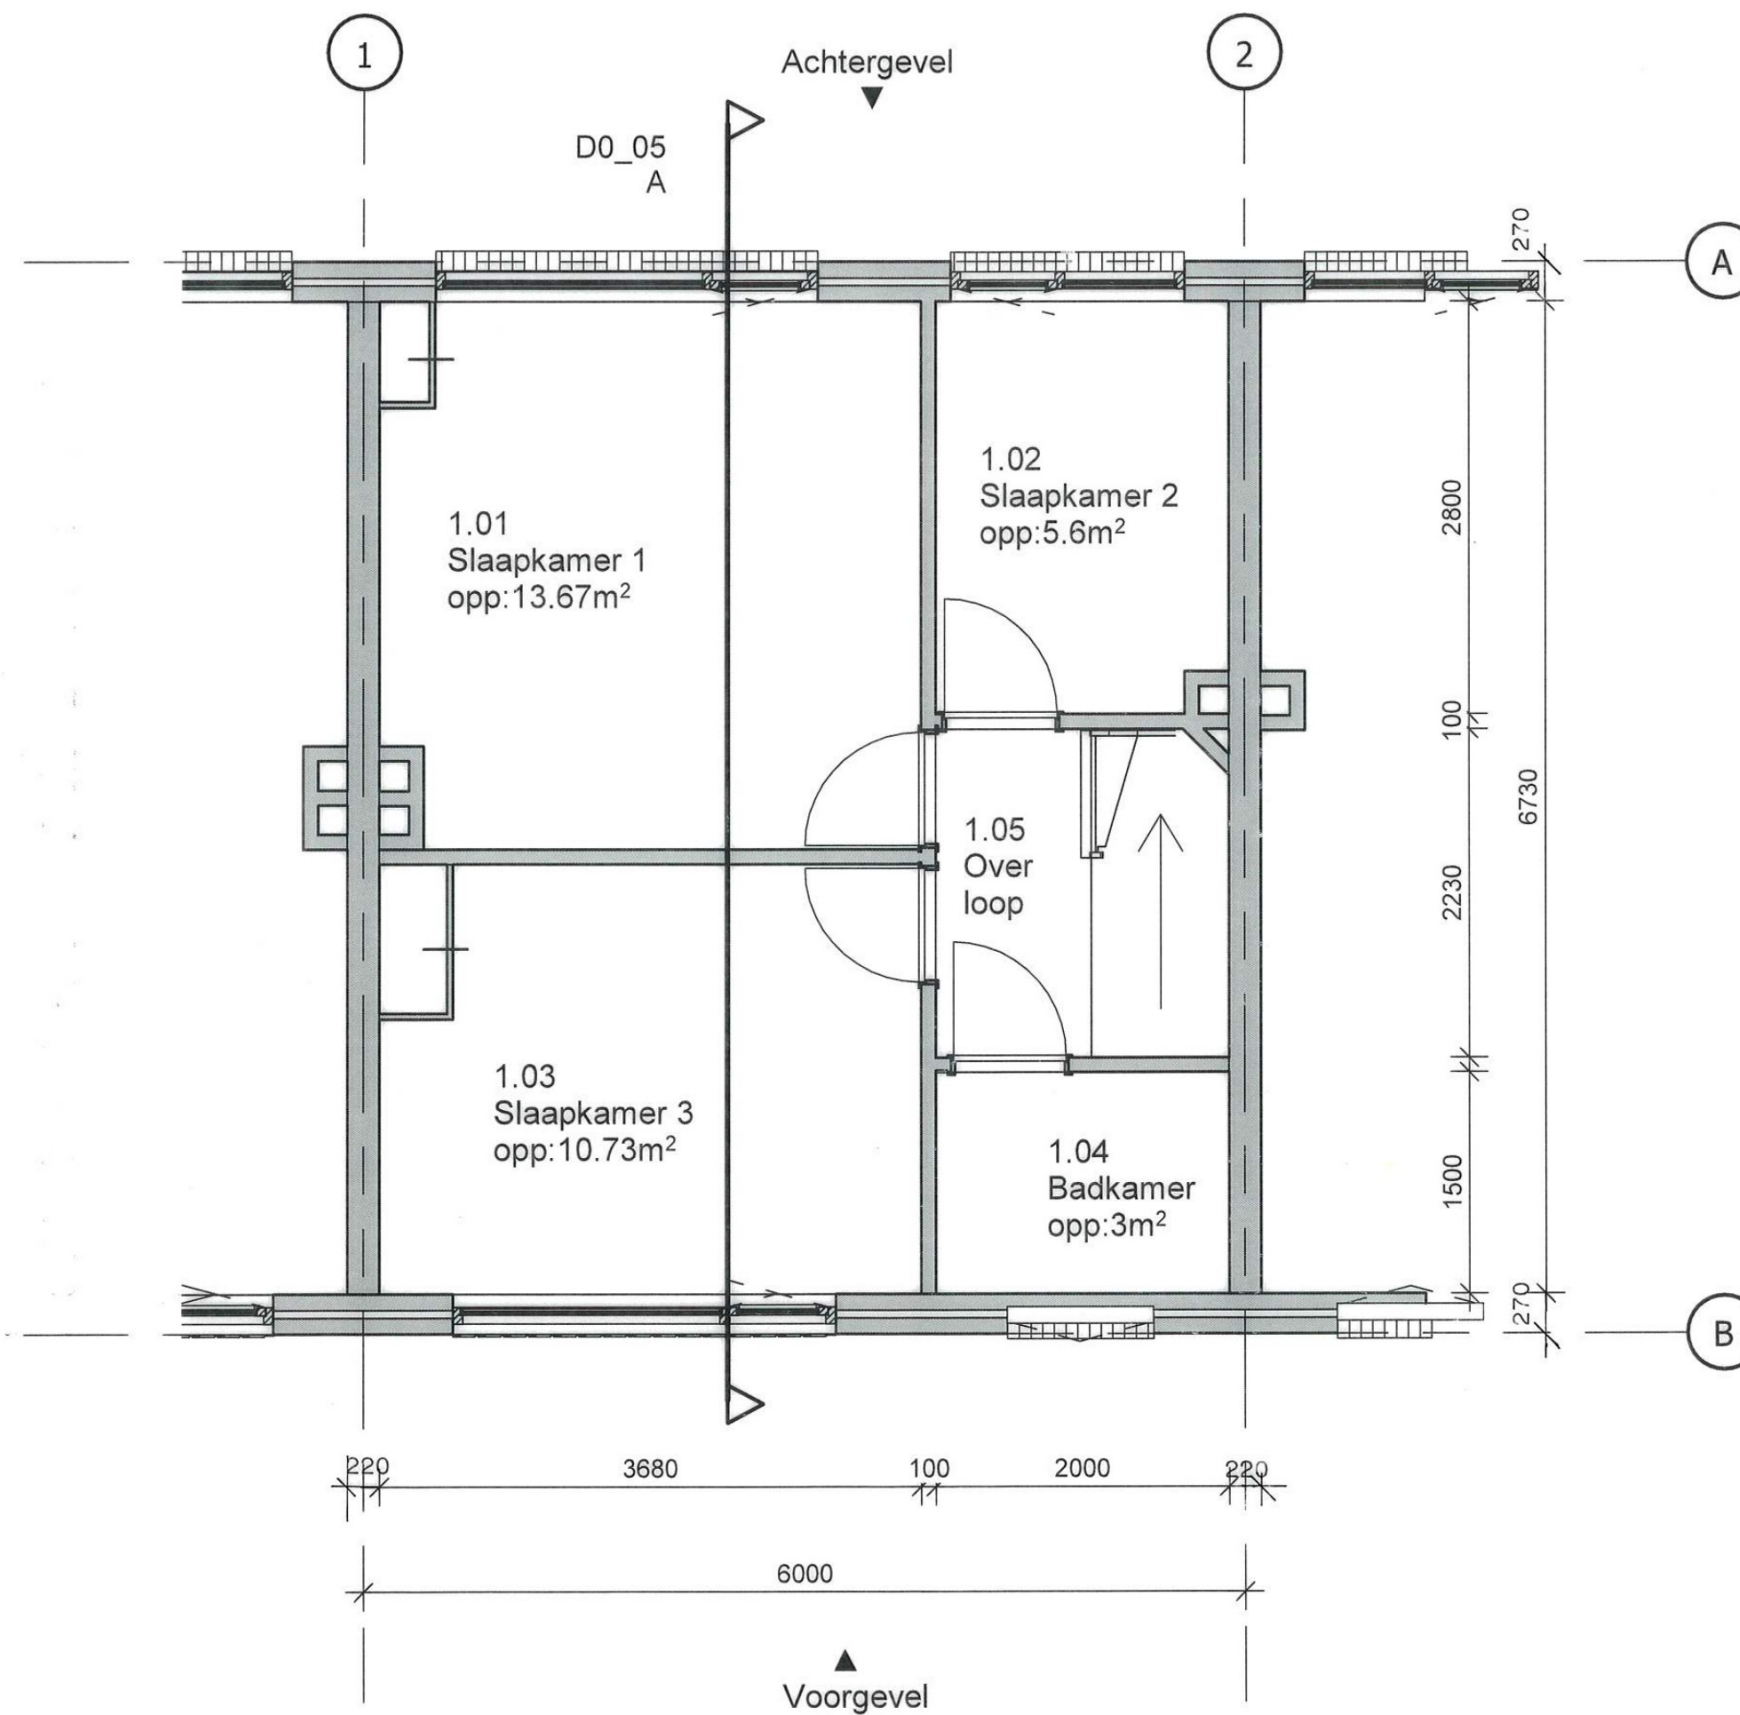 1
2
Achtergevel
D0_05
A
270
A
1.02
Slaapkamer 2
opp:5.6m²
2800
1.01
Slaapkamer 1
opp:13.67m²
100
6730
1.05
Over
loop
2230
1.03
Slaapkamer 3
opp:10.73m²
1.04
Badkamer
opp:3m²
1500
270
B
220
3680
100
2000
220
6000
Voorgevel